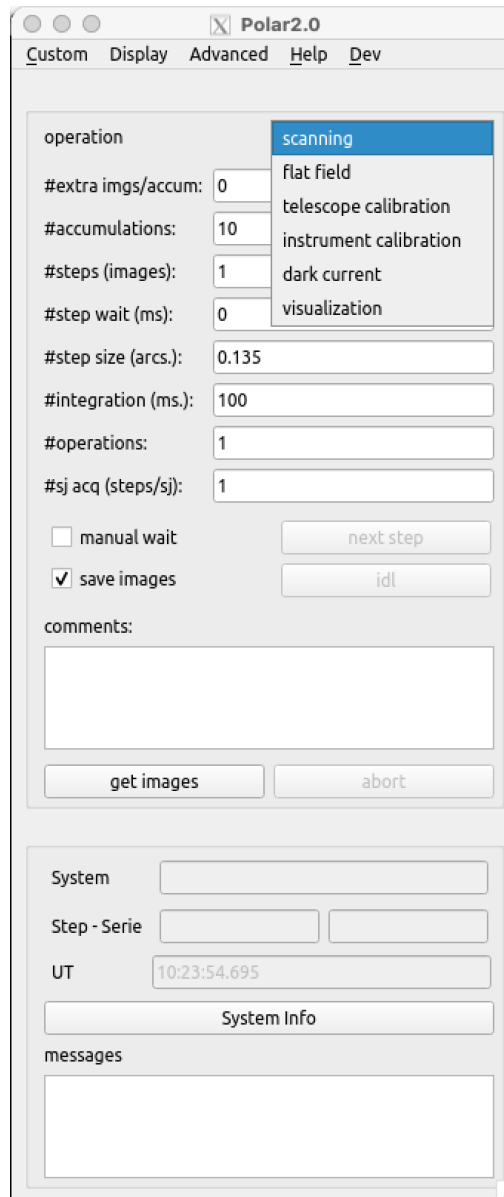 Polar2.0
Custom Display Advanced Help Dev
operation
scanning
flat field
telescope calibration
instrument calibration
dark current
visualization
#extra imgs/accum: 0
#accumulations: 10
#steps (images): 1
#step wait (ms): 0
#step size (arcs.): 0.135
#integration (ms.): 100
#operations: 1
#sj acq (steps/sj): 1
manual wait next step
save images idl
comments:
get images abort
System
Step - Serie
UT 10:23:54.695
System Info
messages